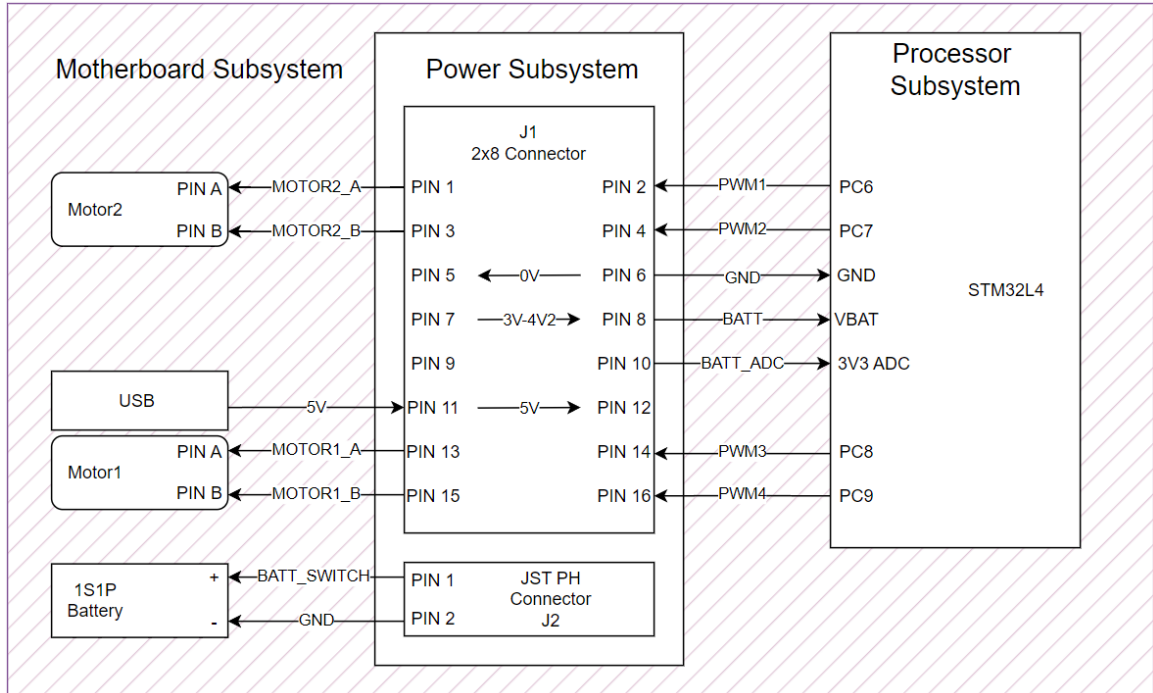 Motherboard Subsystem
Power Subsystem
Processor
Subsystem
J1
2x8 Connector
Motor2
PIN A
MOTOR2_A
PIN 1
PIN 2
PWM1
PC6
PIN B
MOTOR2_B
PIN 3
PIN 4
PWM2
PC7
PIN 5
0V
PIN 6
GND
GND
STM32L4
PIN 7
3V-4V2
PIN 8
BATT
VBAT
PIN 9
PIN 10
BATT_ADC
3V3 ADC
USB
5V
PIN 11
5V
PIN 12
Motor1
PIN A
MOTOR1_A
PIN 13
PIN 14
PWM3
PC8
PIN B
MOTOR1_B
PIN 15
PIN 16
PWM4
PC9
1S1P
Battery
+
BATT_SWITCH
PIN 1
-
GND
PIN 2
JST PH
Connector
J2